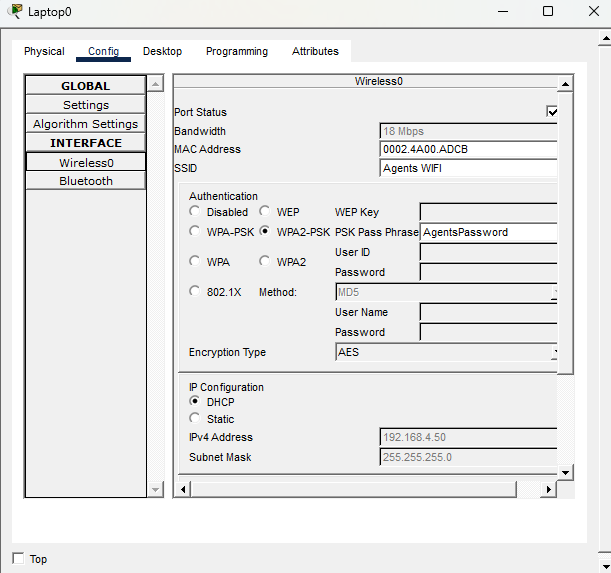 Laptop0
Physical Config Desktop Programming Attributes
GLOBAL
Settings
Algorithm Settings
INTERFACE
Wireless0
Bluetooth
Wireless0
Port Status
Bandwidth 18 Mbps
MAC Address 0002.4A00.ADCB
SSID Agents WIFI
Authentication
Disabled WEP WEP Key
WPA-PSK WPA2-PSK PSK Pass Phrase AgentsPassword
User ID
WPA WPA2
Password
802.1X Method: MD5
User Name
Password
Encryption Type AES
IP Configuration
DHCP
Static
IPv4 Address 192.168.4.50
Subnet Mask 255.255.255.0
Top